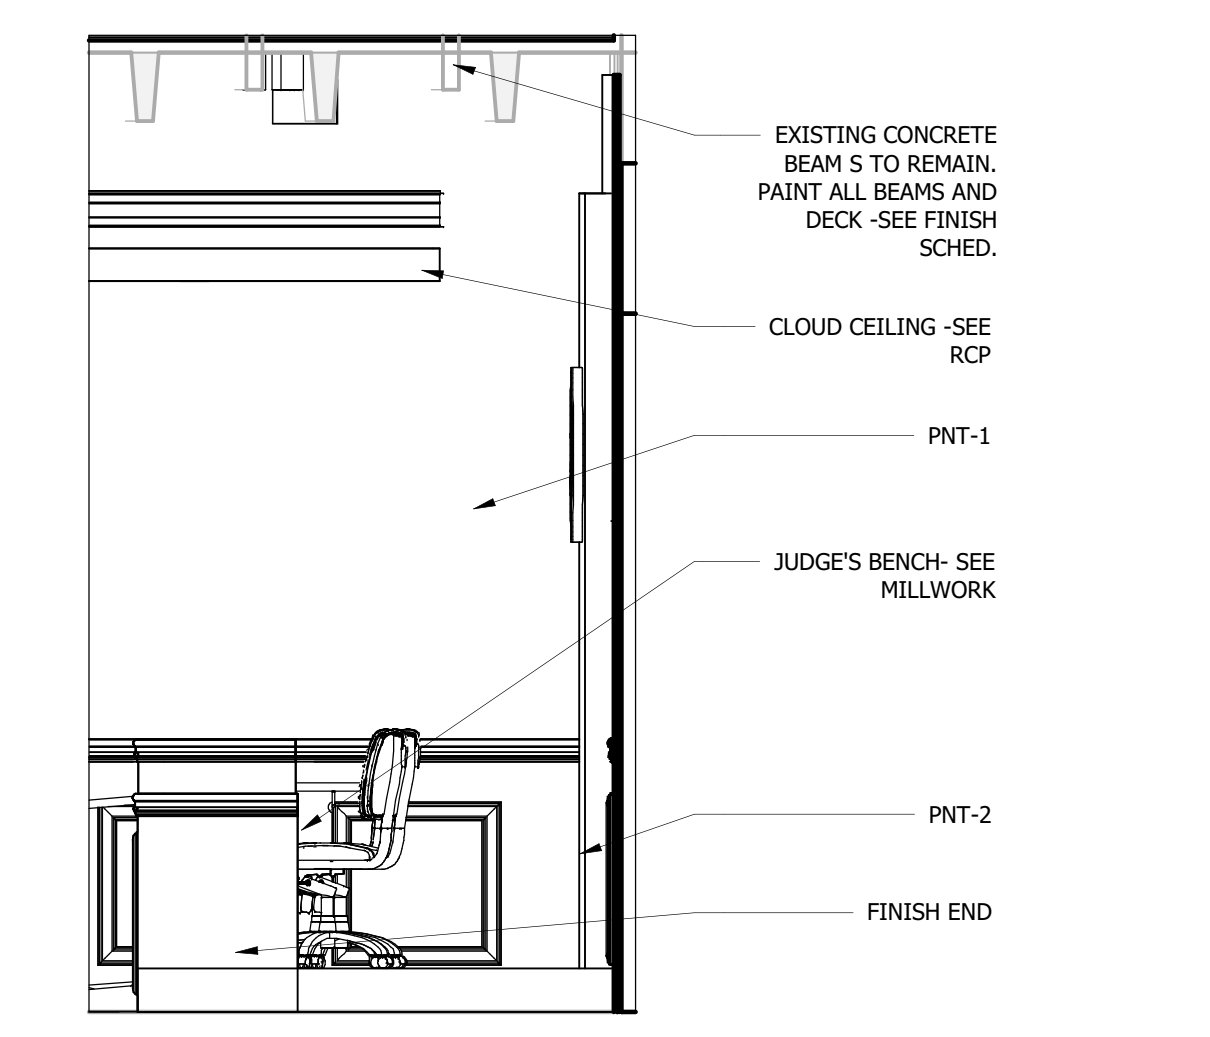 EXISTING CONCRETE
BEAM S TO REMAIN.
PAINT ALL BEAMS AND
DECK -SEE FINISH
SCHED.
CLOUD CEILING -SEE
RCP
PNT-1
JUDGE'S BENCH- SEE
MILLWORK
PNT-2
FINISH END